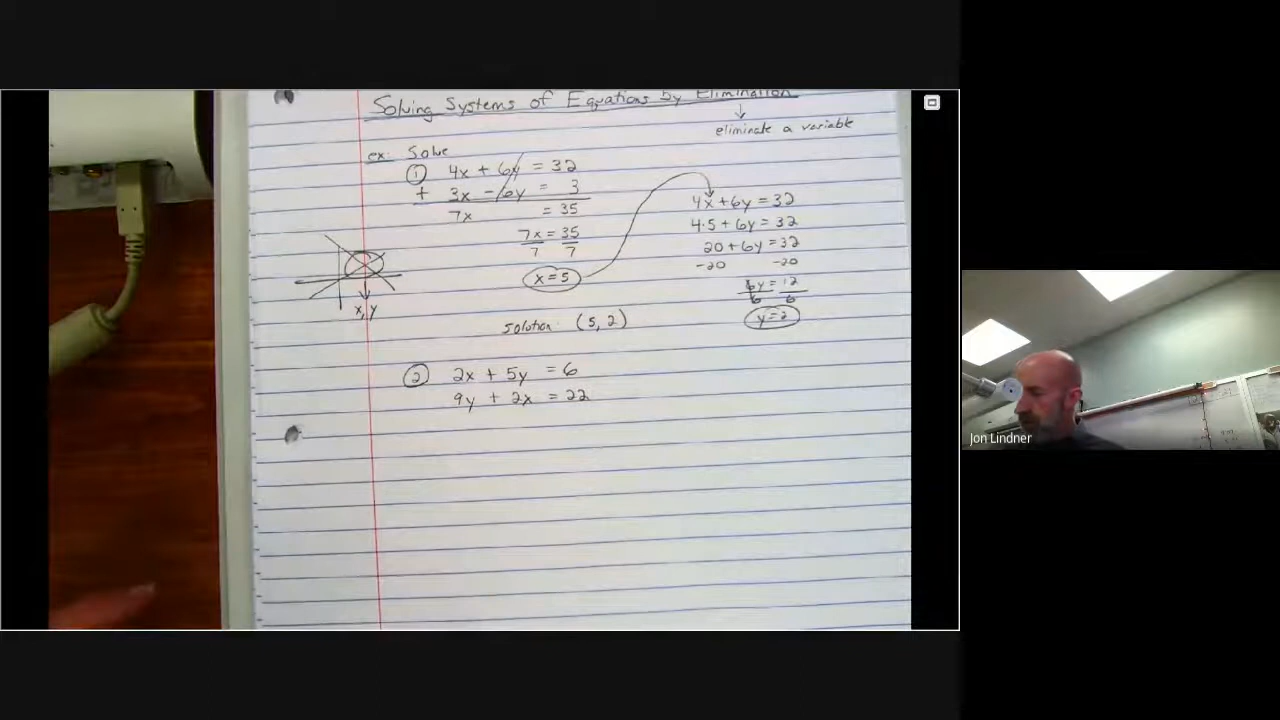 Solving Systems of Equations by Elimination
eliminate a variable
ex: Solve
① 4x + 6y = 32
+ 3x - 6y = 3
7x = 35
7x = 35
7 7
x = 5
4x + 6y = 32
4·5 + 6y = 32
20 + 6y = 32
-20 -20
6y = 12
6 6
y = 2
x, y
Solution: (5, 2)
② 2x + 5y = 6
9y + 2x = 22
Jon Lindner